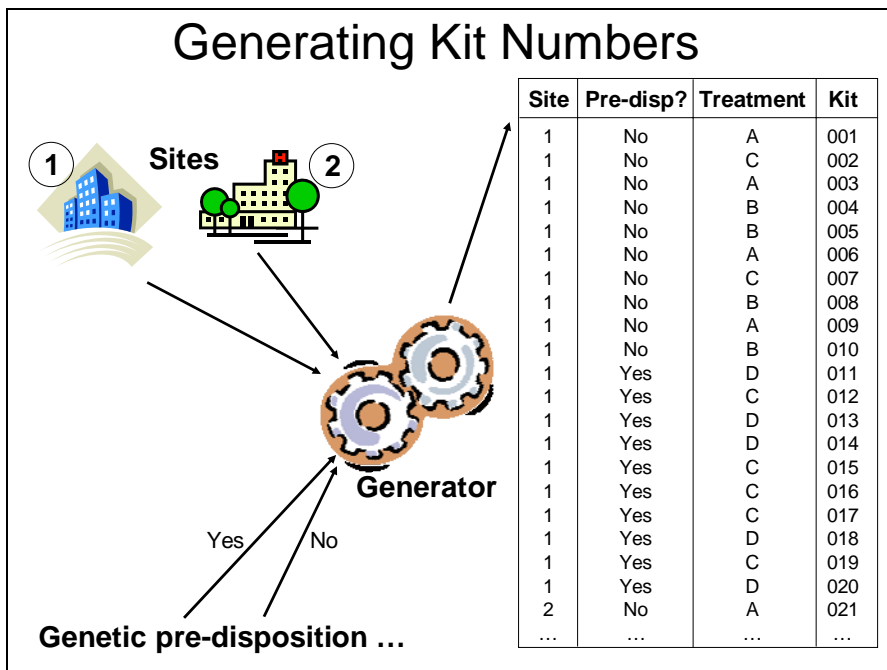 Generating Kit Numbers
1 Sites 2
Generator
Yes No
Genetic pre-disposition …
Site Pre-disp? Treatment Kit
1 No A 001
1 No C 002
1 No A 003
1 No B 004
1 No B 005
1 No A 006
1 No C 007
1 No B 008
1 No A 009
1 No B 010
1 Yes D 011
1 Yes C 012
1 Yes D 013
1 Yes D 014
1 Yes C 015
1 Yes C 016
1 Yes C 017
1 Yes D 018
1 Yes C 019
1 Yes D 020
2 No A 021
… … … …